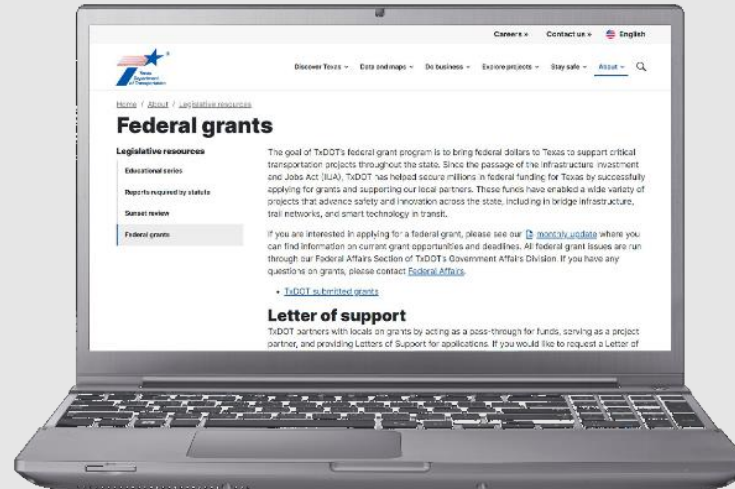 Careers » Contact us » English
Texas
Department
of Transportation
Discover Texas Data and maps Do business Explore projects Stay safe About
Home / About / Legislative resources
Federal grants
Legislative resources
Educational series
Reports required by statute
Sunset review
Federal grants
The goal of TxDOT's federal grant program is to bring federal dollars to Texas to support critical
transportation projects throughout the state. Since the passage of the Infrastructure Investment
and Jobs Act (IIJA), TxDOT has helped secure millions in federal funding for Texas by successfully
applying for grants and supporting our local partners. These funds have enabled a wide variety of
projects that advance safety and innovation across the state, including in bridge infrastructure,
trail networks, and smart technology in transit.
If you are interested in applying for a federal grant, please see our monthly update where you
can find information on current grant opportunities and deadlines. All federal grant issues are run
through our Federal Affairs Section of TxDOT's Government Affairs Division. If you have any
questions on grants, please contact Federal Affairs.
• TxDOT submitted grants
Letter of support
TxDOT partners with locals on grants by acting as a pass-through for funds, serving as a project
partner, and providing Letters of Support for applications. If you would like to request a Letter of